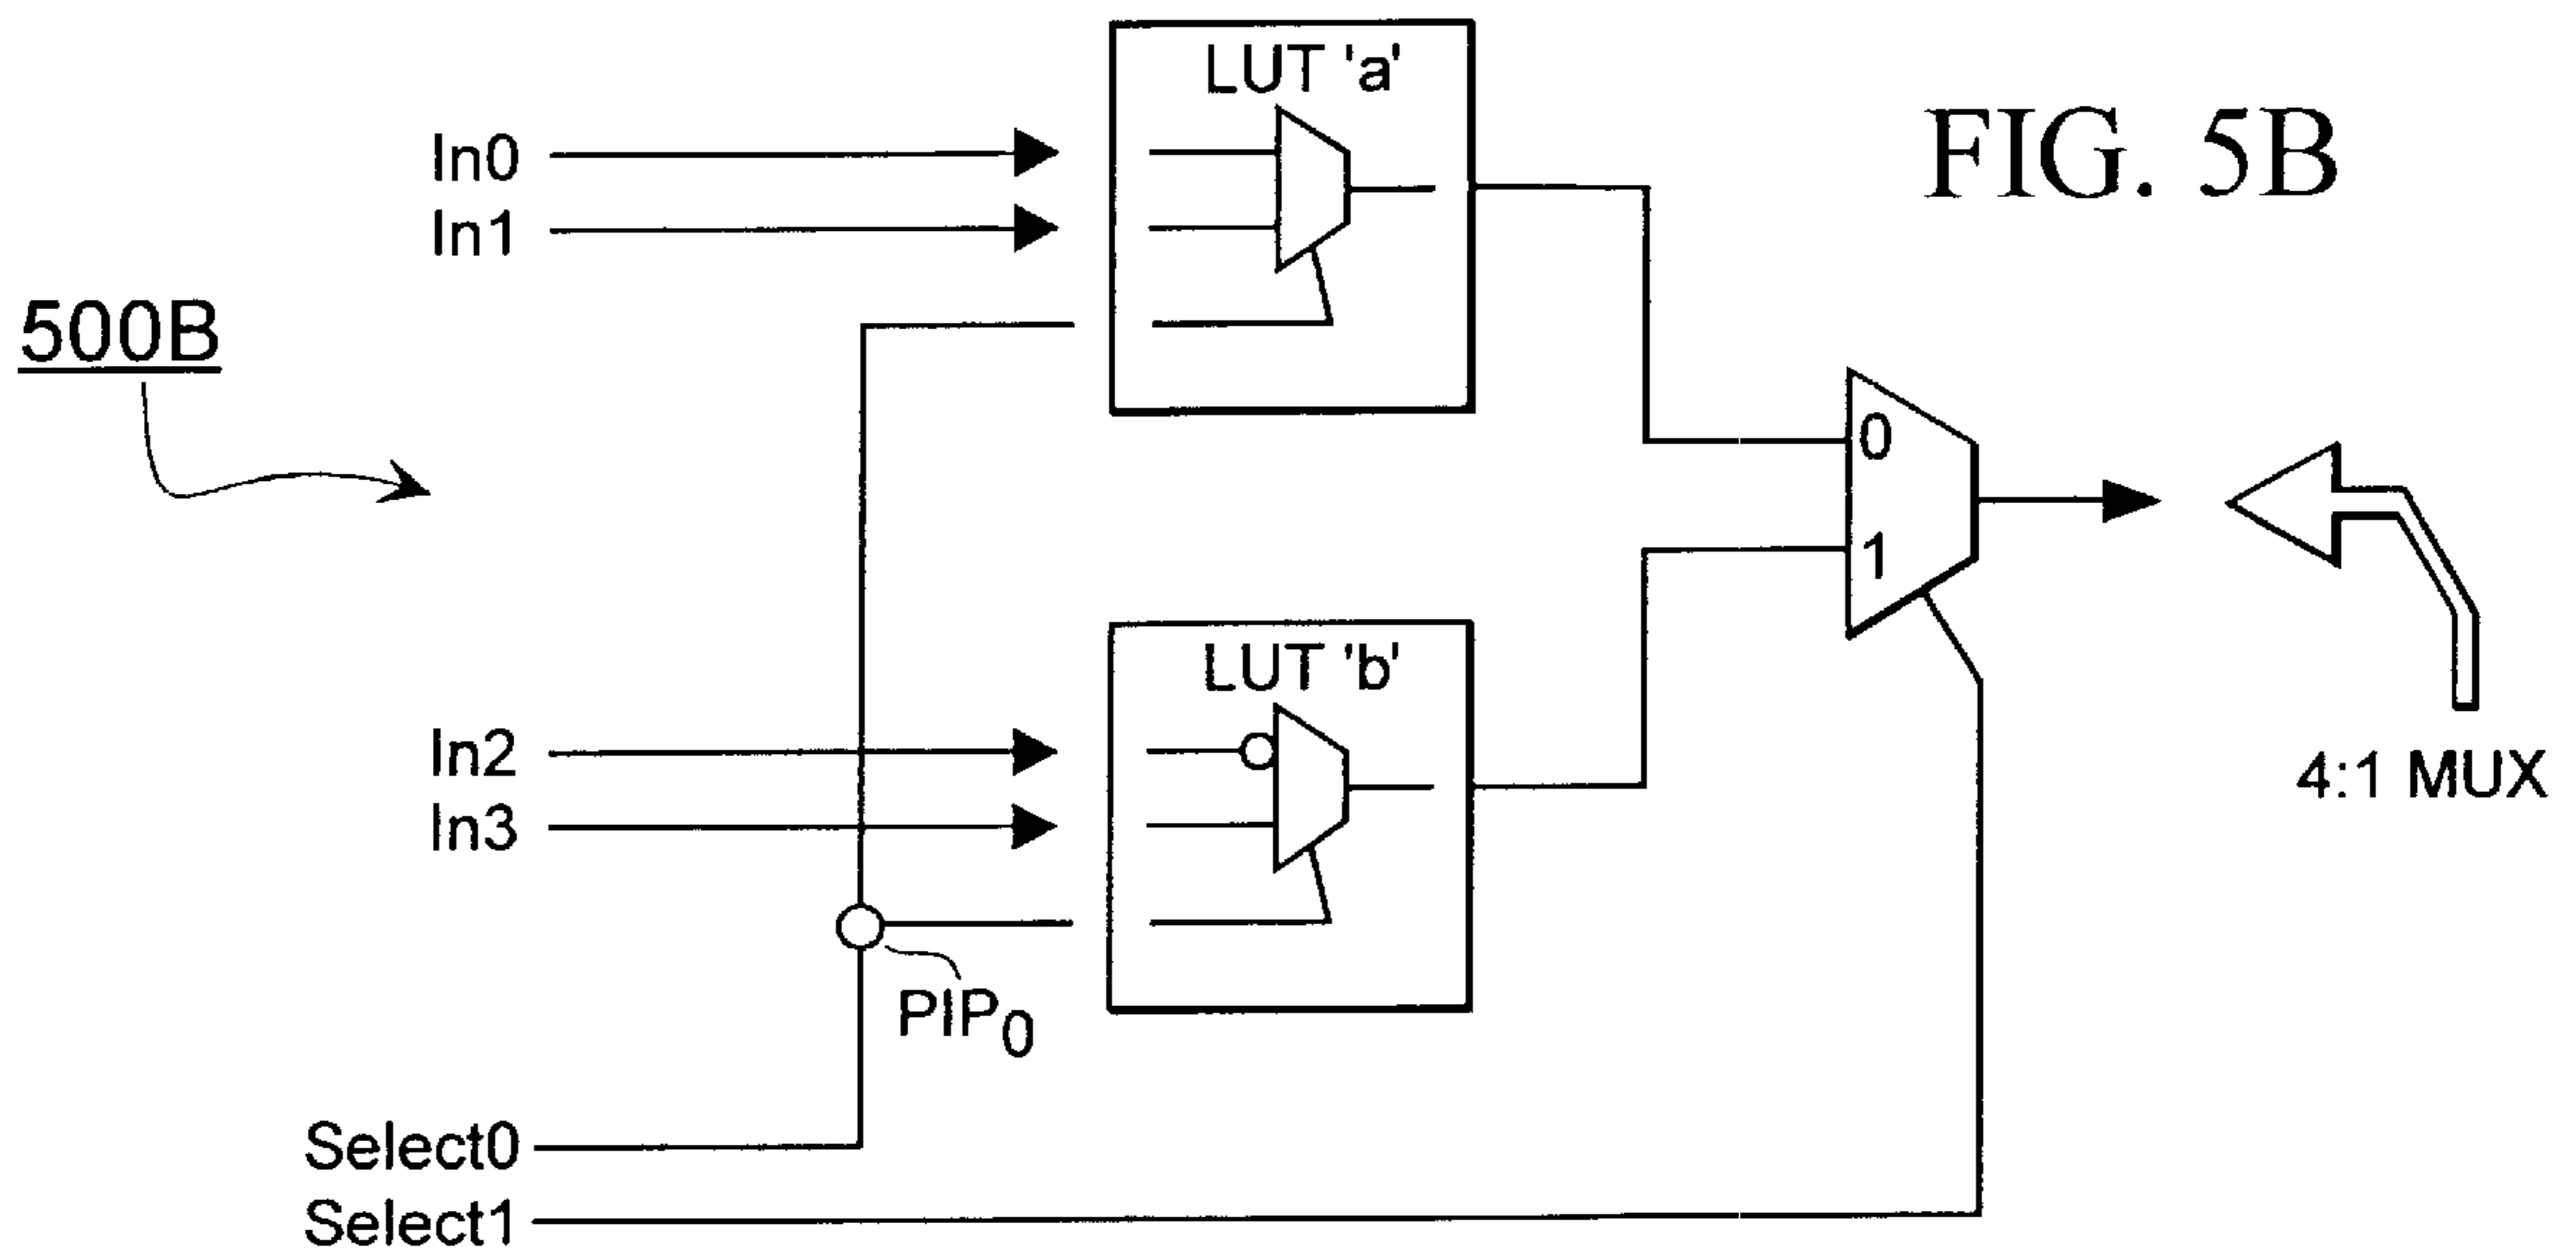 FIG. 5B
LUT 'a'
In0
In1
500B
0
1
LUT 'b'
In2
In3
4:1 MUX
PIP0
Select0
Select1